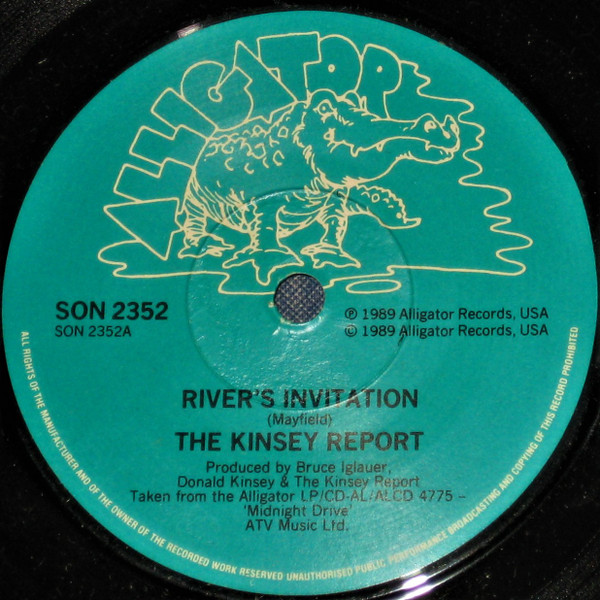 ALLIGATOR
SON 2352
SON 2352A
℗ 1989 Alligator Records, USA
© 1989 Alligator Records, USA
RIVER'S INVITATION
(Mayfield)
THE KINSEY REPORT
Produced by Bruce Iglauer,
Donald Kinsey & The Kinsey Report
Taken from the Alligator LP/CD-AL/ALCD 4775 –
'Midnight Drive'
ATV Music Ltd.
ALL RIGHTS OF THE MANUFACTURER AND OF THE OWNER OF THE RECORDED WORK RESERVED UNAUTHORISED PUBLIC PERFORMANCE BROADCASTING AND COPYING OF THIS RECORD PROHIBITED